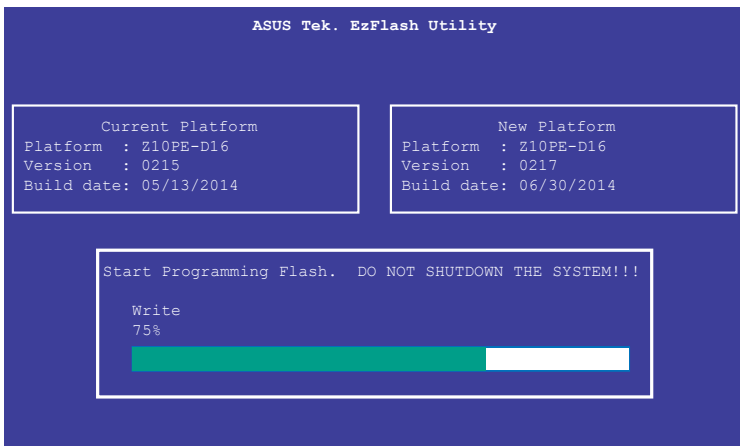 ASUS Tek. EzFlash Utility
Current Platform
Platform : Z10PE-D16
Version : 0215
Build date: 05/13/2014
New Platform
Platform : Z10PE-D16
Version : 0217
Build date: 06/30/2014
Start Programming Flash. DO NOT SHUTDOWN THE SYSTEM!!!
Write
75%